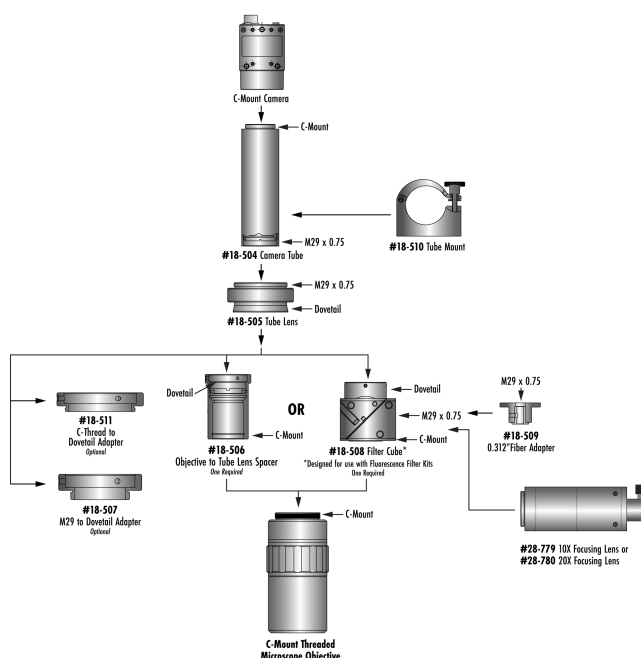 C-Mount Camera
C-Mount
M29 x 0.75
#18-504 Camera Tube
#18-510 Tube Mount
M29 x 0.75
Dovetail
#18-505 Tube Lens
#18-511
C-Thread to
Dovetail Adapter
Optional
#18-507
M29 to Dovetail Adapter
Optional
Dovetail
C-Mount
#18-506
Objective to Tube Lens Spacer
One Required
OR
Dovetail
M29 x 0.75
C-Mount
#18-508 Filter Cube*
*Designed for use with Fluorescence Filter Kits
One Required
M29 x 0.75
#18-509
0.312"Fiber Adapter
#28-779 10X Focusing Lens or
#28-780 20X Focusing Lens
C-Mount
C-Mount Threaded
Microscope Objective